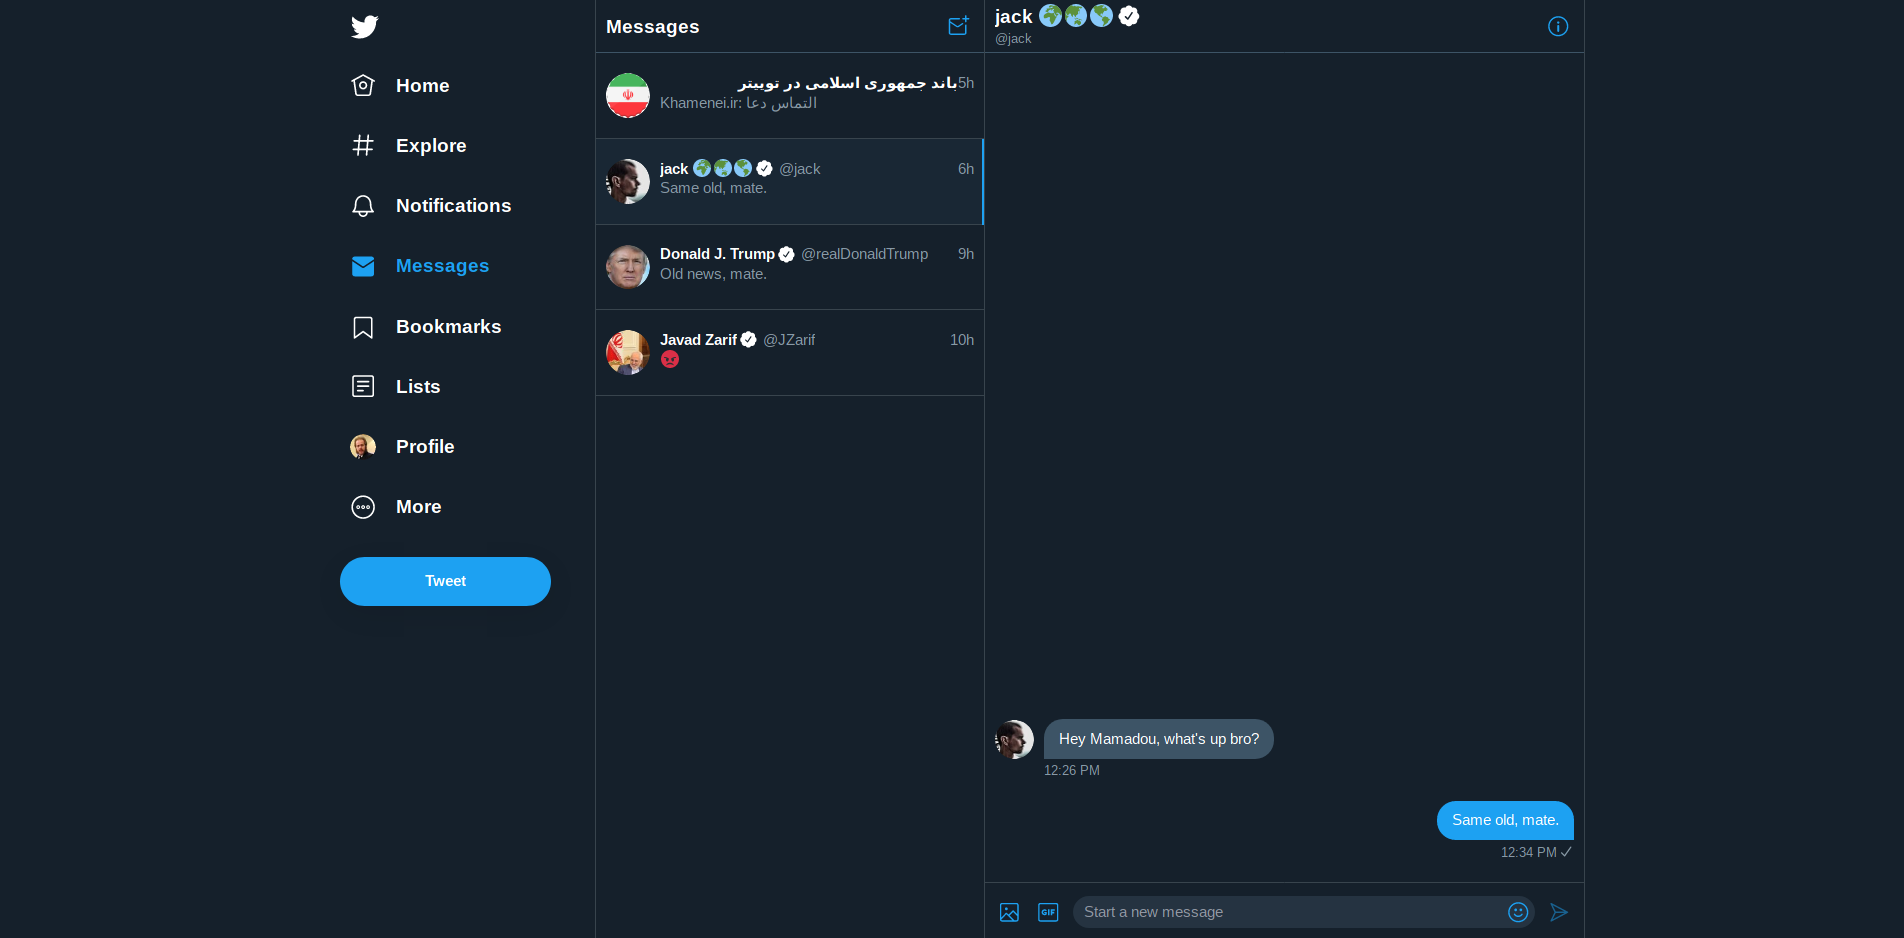 Home
Explore
Notifications
Messages
Bookmarks
Lists
Profile
More
Tweet
Messages
باند جمهوری اسلامی در توییتر 5h
Khamenei.ir: التماس دعا
jack 🌍🌏🌎 @jack 6h
Same old, mate.
Donald J. Trump @realDonaldTrump 9h
Old news, mate.
Javad Zarif @JZarif 10h
😡
jack 🌍🌏🌎
@jack
Hey Mamadou, what's up bro?
12:26 PM
Same old, mate.
12:34 PM ✓
GIF
Start a new message